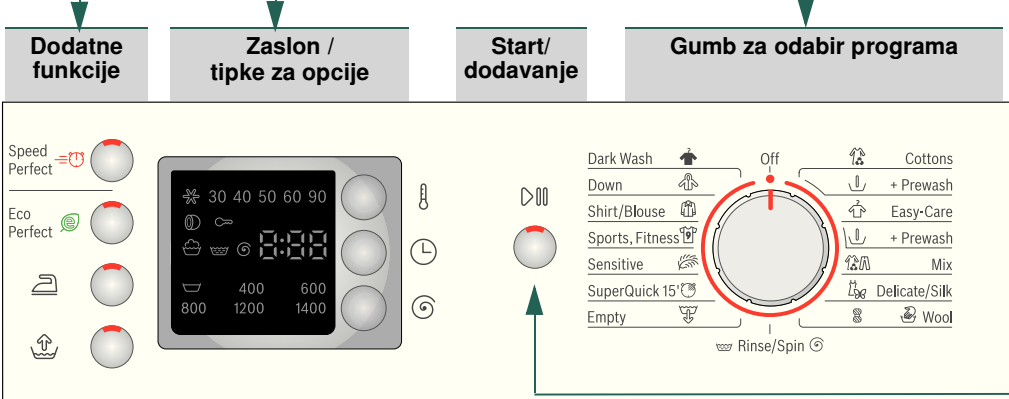 Dodatne
funkcije
Zaslon /
tipke za opcije
Start/
dodavanje
Gumb za odabir programa
Speed
Perfect
Eco
Perfect
30 40 50 60 90
8:88
400 600
800 1200 1400
Off
Dark Wash
Down
Shirt/Blouse
Sports, Fitness
Sensitive
SuperQuick 15'
Empty
Cottons
+ Prewash
Easy-Care
+ Prewash
Mix
Delicate/Silk
Wool
Rinse/Spin